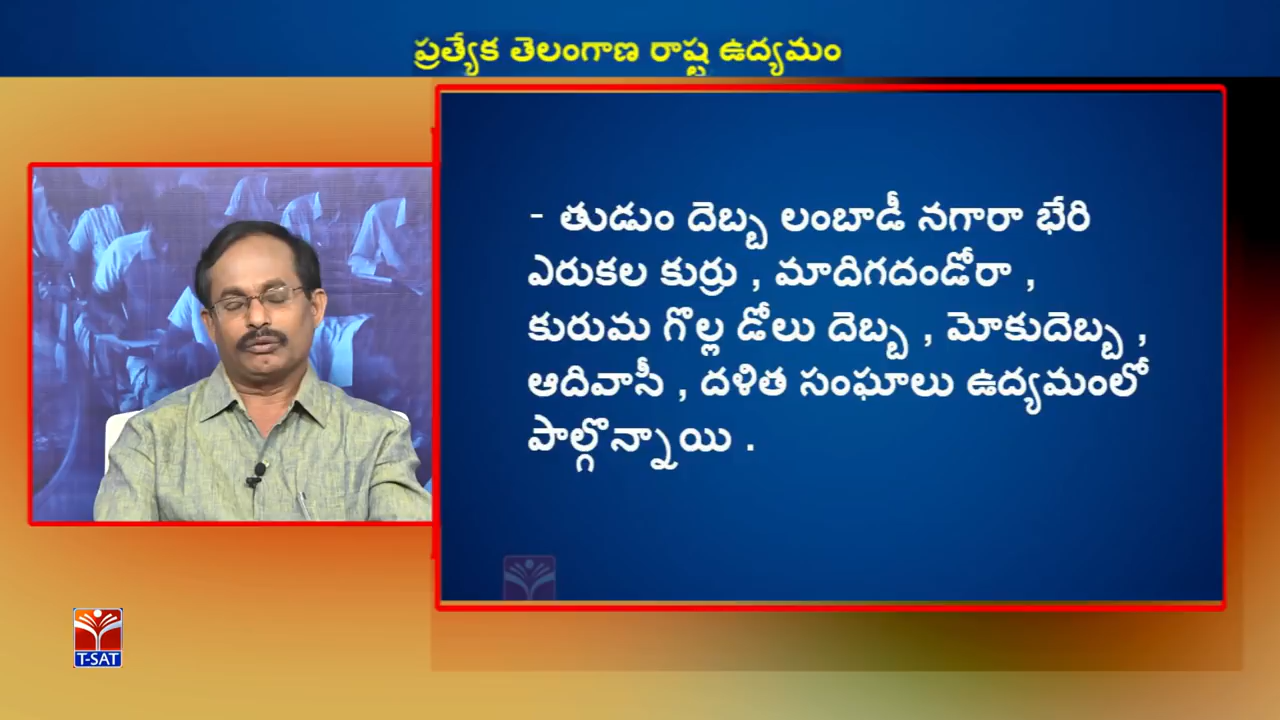 ప్రత్యేక తెలంగాణ రాష్ట ఉద్యమం
- తుడుం దెబ్బ లంబాడీ నగారా భేరి
ఎరుకల కుర్రు , మాదిగదండోరా ,
కురుమ గొల్ల డోలు దెబ్బ , మోకుదెబ్బ ,
ఆదివాసీ , దళిత సంఘాలు ఉద్యమంలో
పాల్గొన్నాయి .
T-SAT